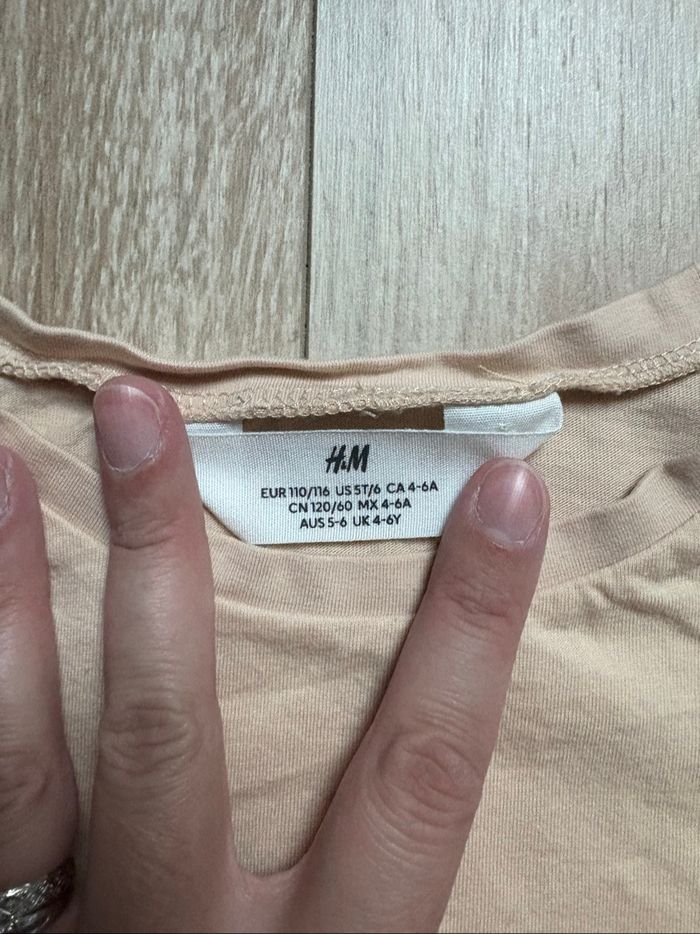 H&M
EUR 110/116 US 5T/6 CA 4-6A
CN 120/60 MX 4-6A
AUS 5-6 UK 4-6Y